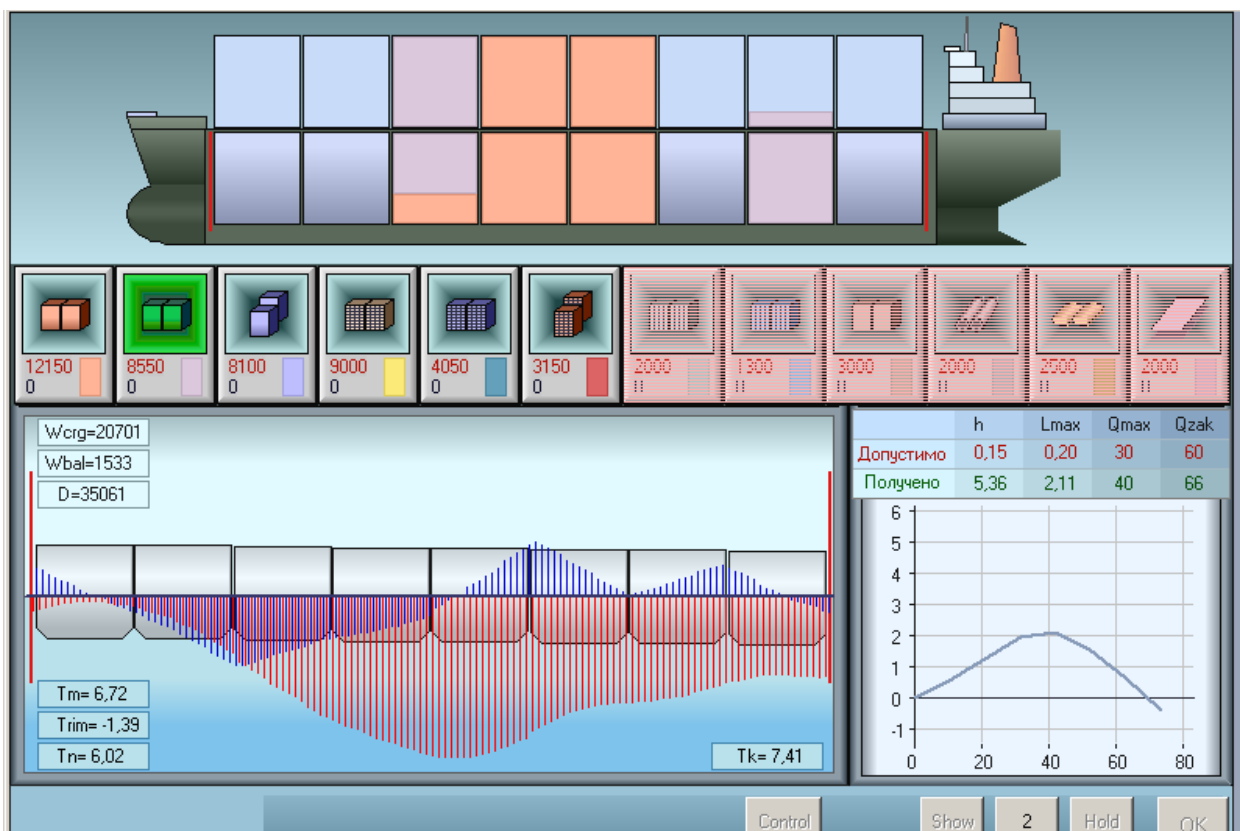 12150 8550 8100 9000 4050 3150 2000 1300 3000 2000 2500 2000
0 0 0 0 0 0
Wcrg=20701
Wbal=1533
D=35061
h Lmax Qmax Qzak
Допустимо 0,15 0,20 30 60
Получено 5,36 2,11 40 66
6
5
4
3
2
1
0
-1
0 20 40 60 80
Tm= 6,72
Trim= -1,39
Tn= 6,02
Tk= 7,41
Control Show 2 Hold OK